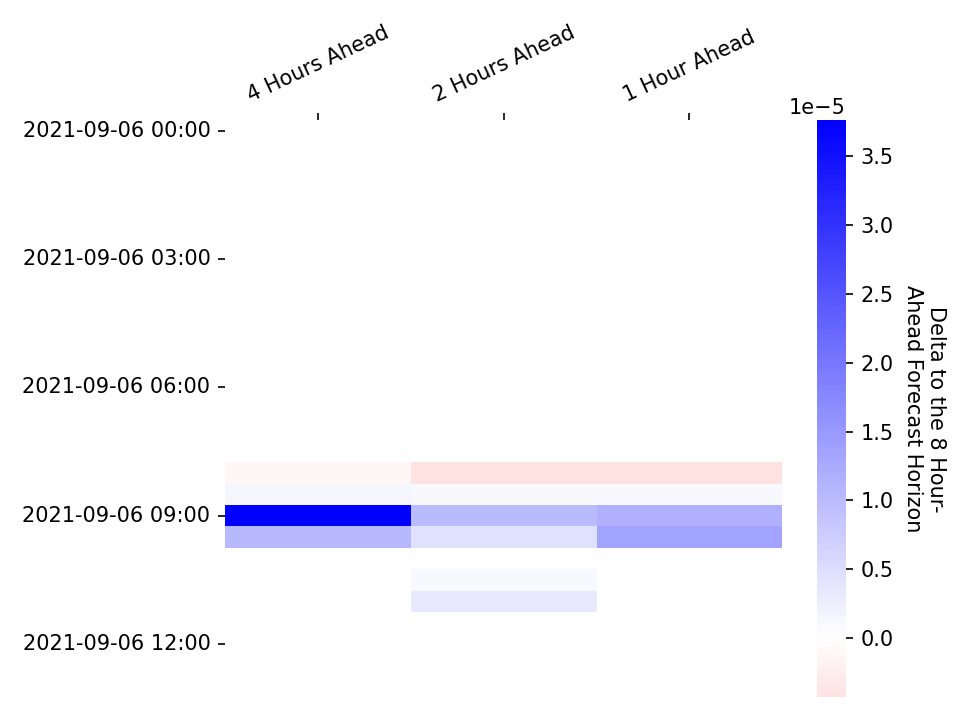 4 Hours Ahead
2 Hours Ahead
1 Hour Ahead
1e−5
2021-09-06 00:00
2021-09-06 03:00
2021-09-06 06:00
2021-09-06 09:00
2021-09-06 12:00
3.5
3.0
2.5
2.0
1.5
1.0
0.5
0.0
Delta to the 8 Hour-
Ahead Forecast Horizon